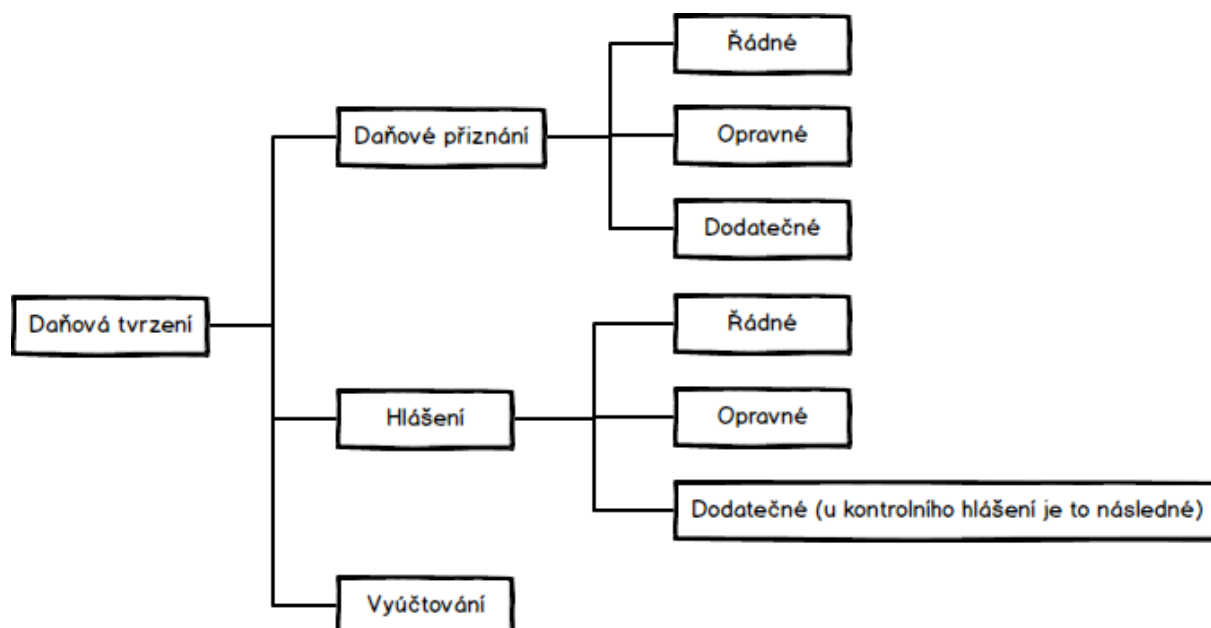 Daňová tvrzení
Daňové přiznání
Řádné
Opravné
Dodatečné
Hlášení
Řádné
Opravné
Dodatečné (u kontrolního hlášení je to následné)
Vyúčtování